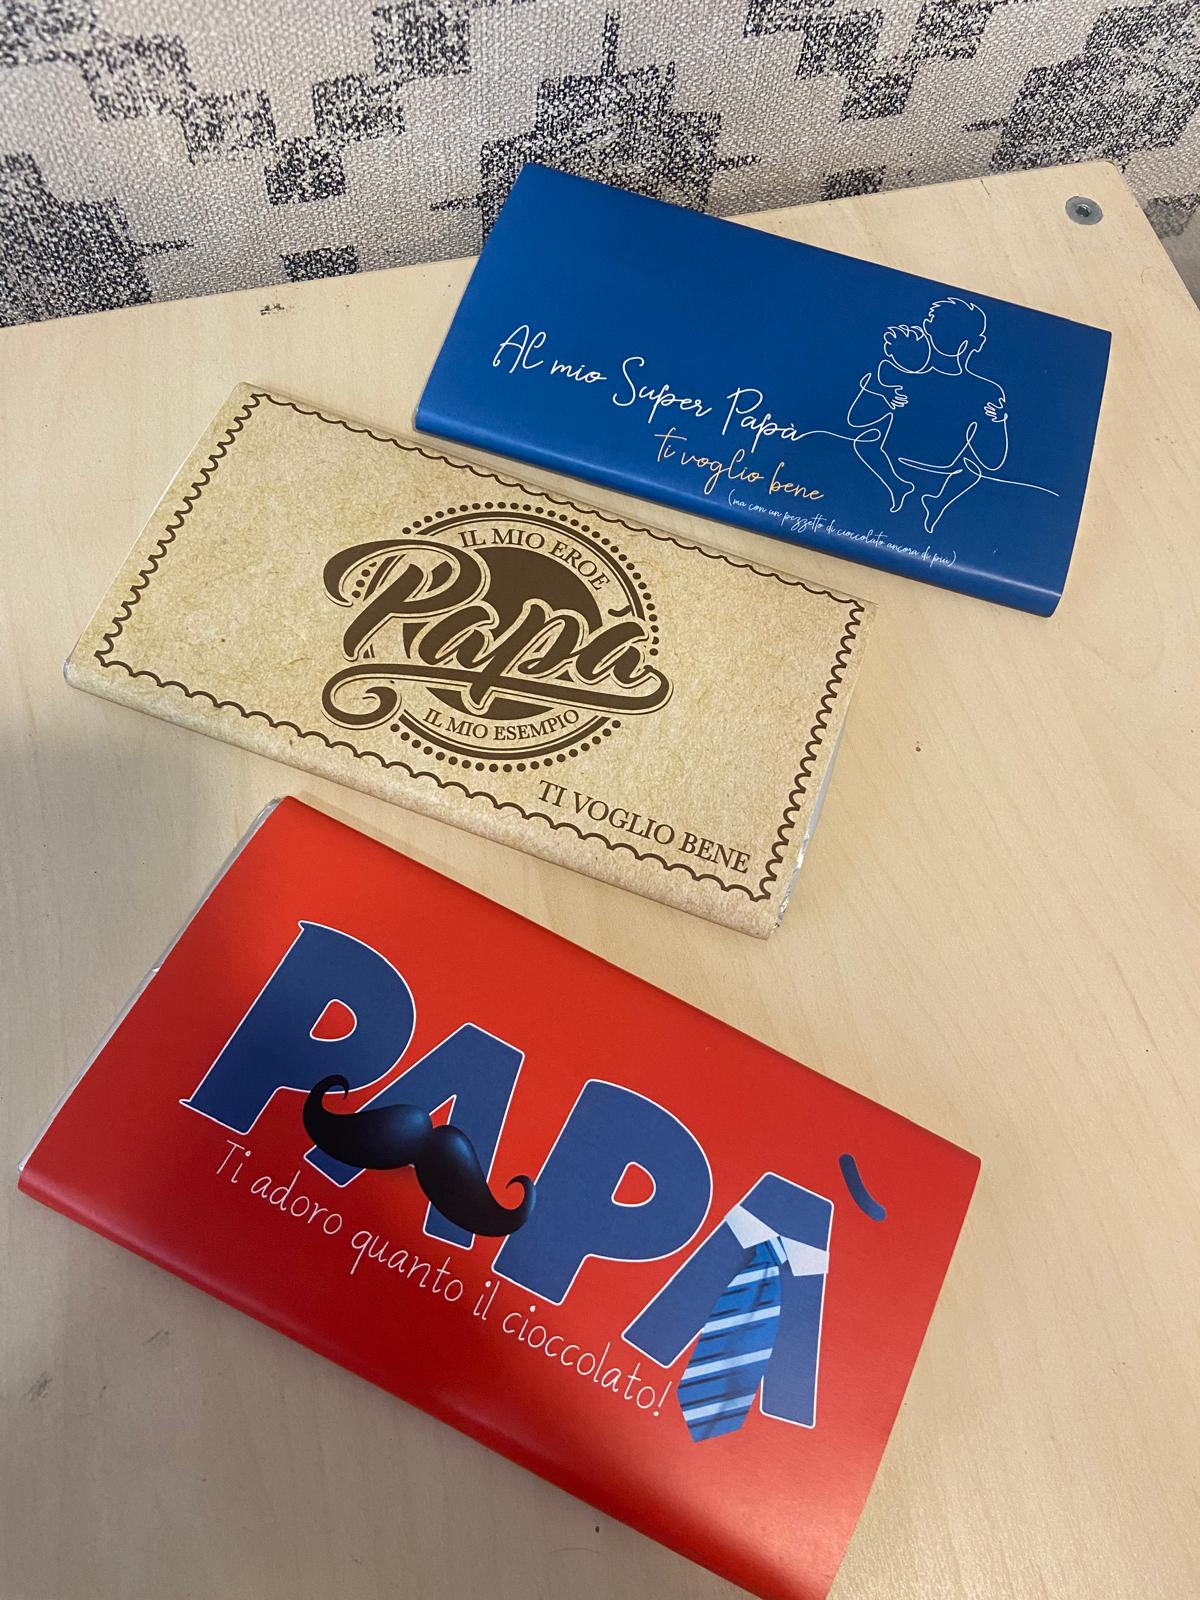 Al mio Super Papà
ti voglio bene
(ma con un pezzetto di cioccolato ancora di più)
IL MIO EROE
Papà
IL MIO ESEMPIO
TI VOGLIO BENE
PAPÀ
Ti adoro quanto il cioccolato!